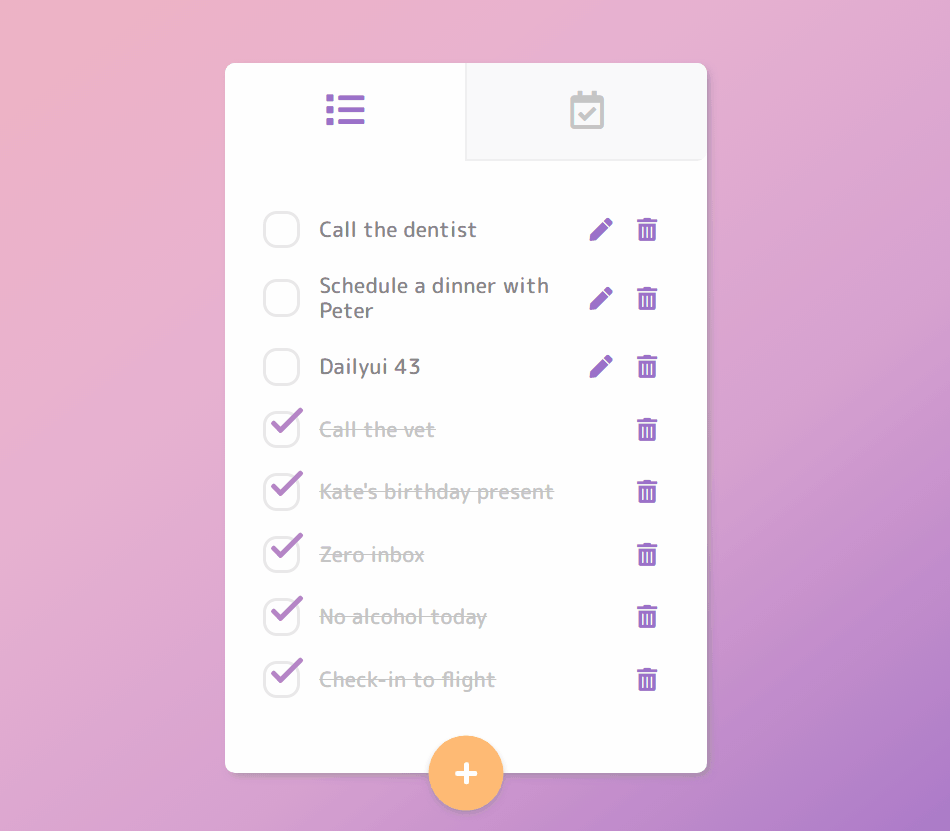 Call the dentist
Schedule a dinner with
Peter
Dailyui 43
Call the vet
Kate's birthday present
Zero inbox
No alcohol today
Check-in to flight